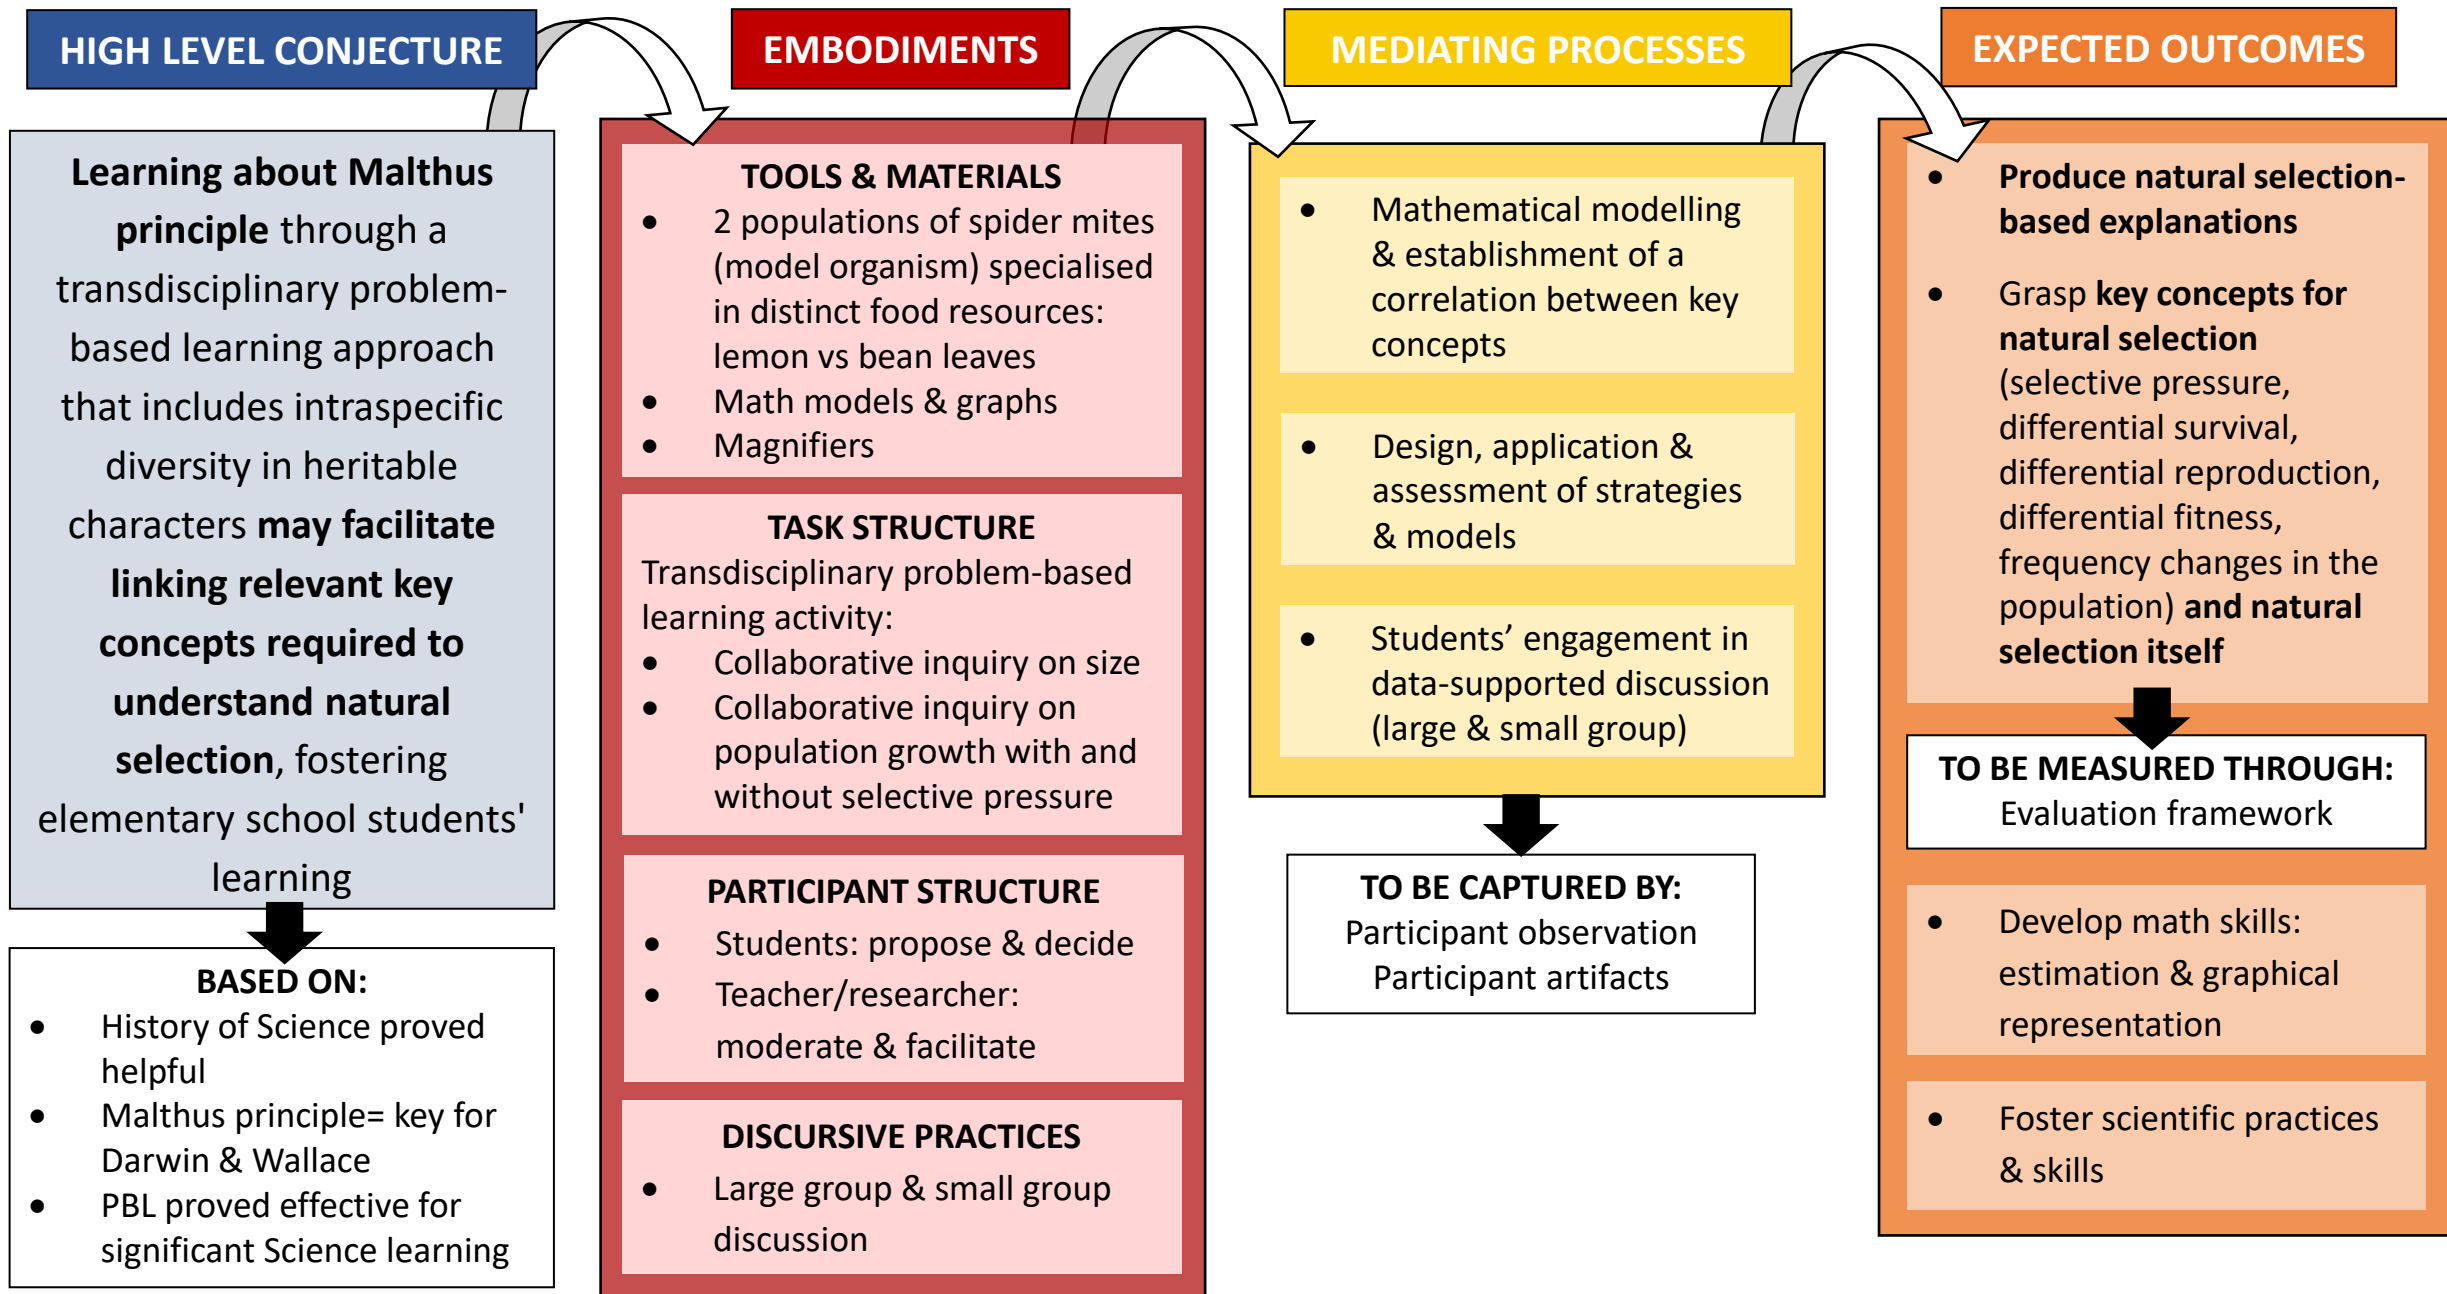 HIGH LEVEL CONJECTURE
Learning about Malthus
principle through a
transdisciplinary problem-
based learning approach
that includes intraspecific
diversity in heritable
characters may facilitate
linking relevant key
concepts required to
understand natural
selection, fostering
elementary school students'
learning
BASED ON:
• History of Science proved
helpful
• Malthus principle= key for
Darwin & Wallace
• PBL proved effective for
significant Science learning
EMBODIMENTS
TOOLS & MATERIALS
• 2 populations of spider mites
(model organism) specialised
in distinct food resources:
lemon vs bean leaves
• Math models & graphs
• Magnifiers
TASK STRUCTURE
Transdisciplinary problem-based
learning activity:
• Collaborative inquiry on size
• Collaborative inquiry on
population growth with and
without selective pressure
PARTICIPANT STRUCTURE
• Students: propose & decide
• Teacher/researcher:
moderate & facilitate
DISCURSIVE PRACTICES
• Large group & small group
discussion
MEDIATING PROCESSES
• Mathematical modelling
& establishment of a
correlation between key
concepts
• Design, application &
assessment of strategies
& models
• Students’ engagement in
data-supported discussion
(large & small group)
TO BE CAPTURED BY:
Participant observation
Participant artifacts
EXPECTED OUTCOMES
• Produce natural selection-
based explanations
• Grasp key concepts for
natural selection
(selective pressure,
differential survival,
differential reproduction,
differential fitness,
frequency changes in the
population) and natural
selection itself
TO BE MEASURED THROUGH:
Evaluation framework
• Develop math skills:
estimation & graphical
representation
• Foster scientific practices
& skills